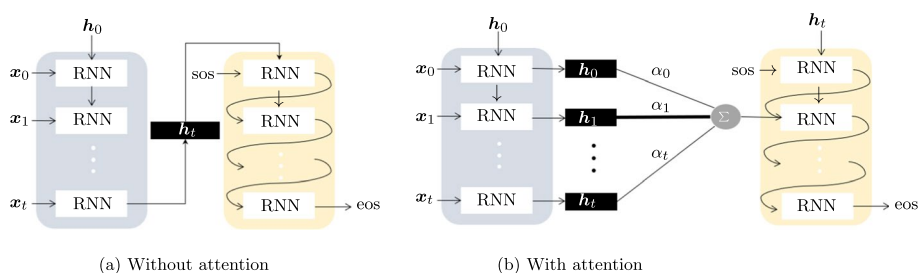 h0
x0 RNN
x1 RNN
xt RNN
ht
sos RNN
RNN
RNN eos
(a) Without attention
h0
x0 RNN h0 α0
x1 RNN h1 α1
xt RNN ht αt
Σ
ht
sos RNN
RNN
RNN eos
(b) With attention